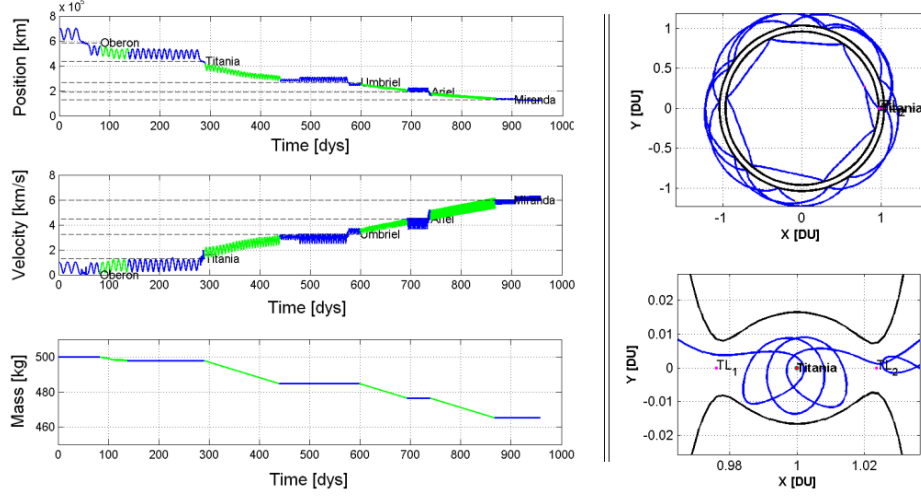 x 10⁵
Position [km]
8
6
4
2
0
Oberon
Titania
Umbriel
Ariel
Miranda
0 100 200 300 400 500 600 700 800 900 1000
Time [dys]
Velocity [km/s]
8
6
4
2
0
Oberon
Titania
Umbriel
Ariel
Miranda
0 100 200 300 400 500 600 700 800 900 1000
Time [dys]
Mass [kg]
500
480
460
0 100 200 300 400 500 600 700 800 900 1000
Time [dys]
Y [DU]
1
0.5
0
-0.5
-1
Titania
-1 0 1
X [DU]
Y [DU]
0.02
0.01
0
-0.01
-0.02
TL₁
Titania
TL₂
0.98 1 1.02
X [DU]